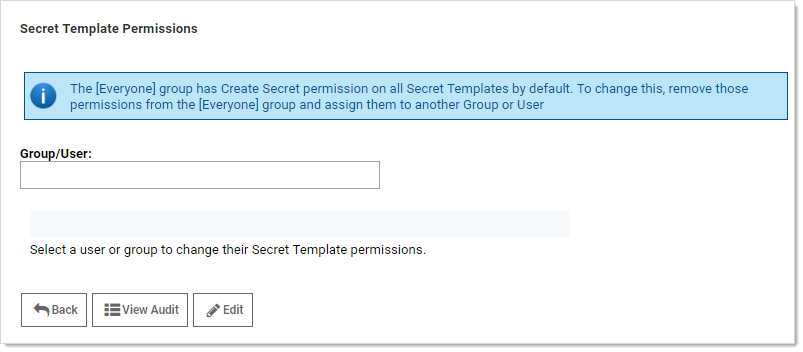 Secret Template Permissions
The [Everyone] group has Create Secret permission on all Secret Templates by default. To change this, remove those
permissions from the [Everyone] group and assign them to another Group or User
Group/User:
Select a user or group to change their Secret Template permissions.
Back View Audit Edit